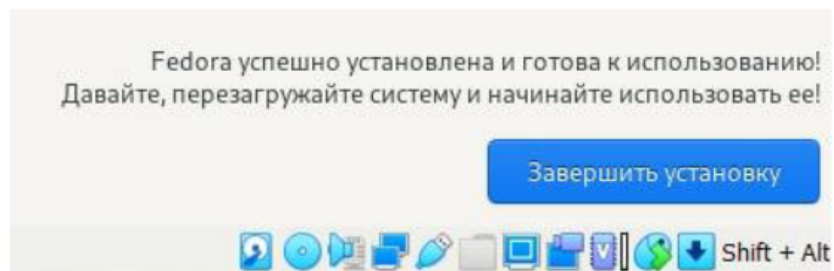 Fedora успешно установлена и готова к использованию!
Давайте, перезагружайте систему и начинайте использовать ее!
Завершить установку
Shift + Alt